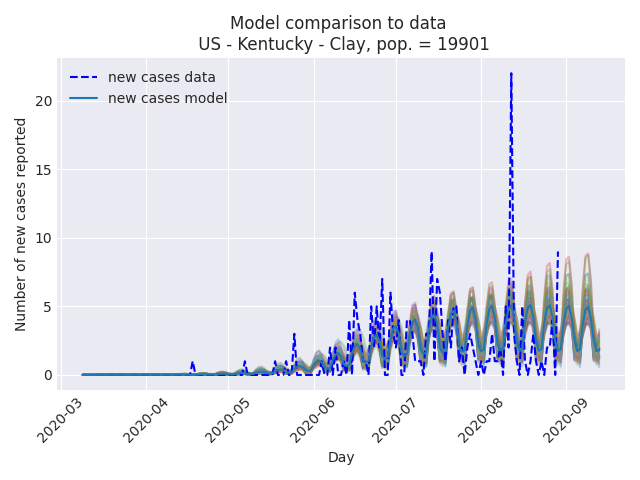 Model comparison to data
US - Kentucky - Clay, pop. = 19901
new cases data
new cases model
Number of new cases reported
20
15
10
5
0
2020-03
2020-04
2020-05
2020-06
2020-07
2020-08
2020-09
Day